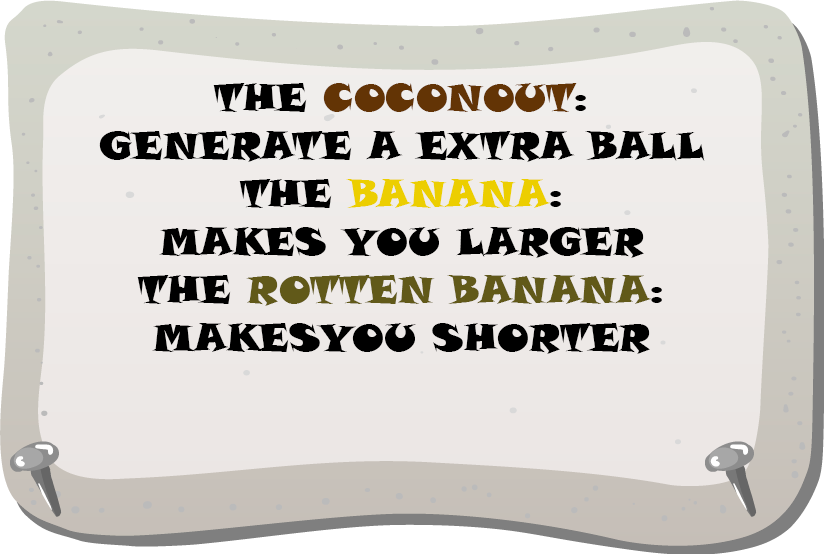 THE COCONOUT:
GENERATE A EXTRA BALL
THE BANANA:
MAKES YOU LARGER
THE ROTTEN BANANA:
MAKESYOU SHORTER